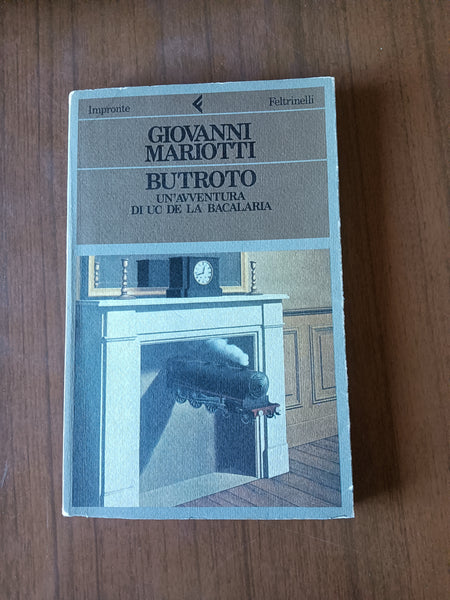 Impronte Feltrinelli
GIOVANNI
MARIOTTI
BUTROTO
UN'AVVENTURA
DI UC DE LA BACALARIA